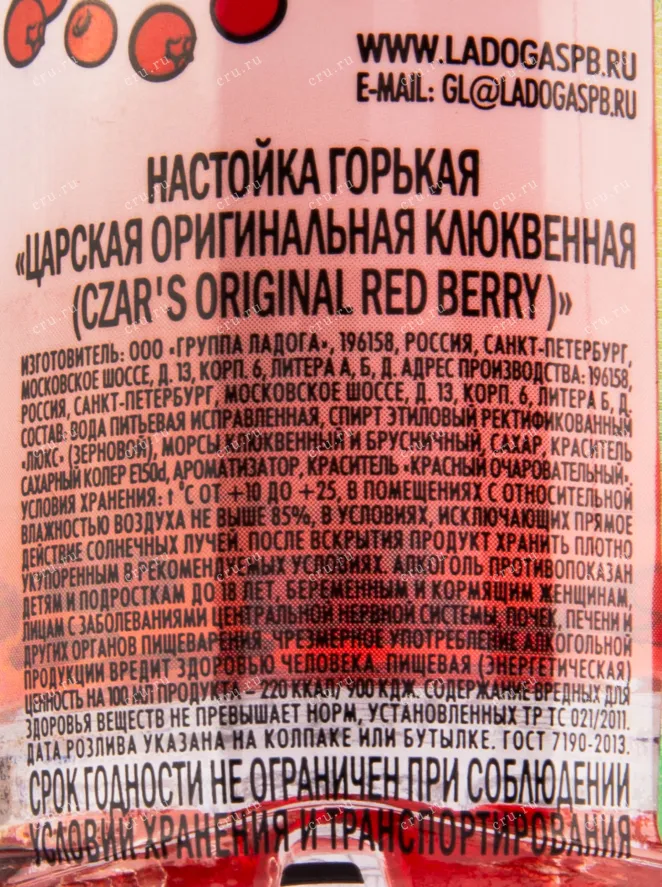 WWW.LADOGASPB.RU
E-MAIL: GL@LADOGASPB.RU
НАСТОЙКА ГОРЬКАЯ
«ЦАРСКАЯ ОРИГИНАЛЬНАЯ КЛЮКВЕННАЯ
(CZAR'S ORIGINAL RED BERRY)»
ИЗГОТОВИТЕЛЬ: ООО «ГРУППА ЛАДОГА», 196158, РОССИЯ, САНКТ-ПЕТЕРБУРГ,
МОСКОВСКОЕ ШОССЕ, Д. 13, КОРП. 6, ЛИТЕРА А, Б, Д. АДРЕС ПРОИЗВОДСТВА: 196158,
РОССИЯ, САНКТ-ПЕТЕРБУРГ, МОСКОВСКОЕ ШОССЕ, Д. 13, КОРП. 6, ЛИТЕРА Б, Д.
СОСТАВ: ВОДА ПИТЬЕВАЯ ИСПРАВЛЕННАЯ, СПИРТ ЭТИЛОВЫЙ РЕКТИФИКОВАННЫЙ
«ЛЮКС» (ЗЕРНОВОЙ), МОРСЫ КЛЮКВЕННЫЙ И БРУСНИЧНЫЙ, САХАР, КРАСИТЕЛЬ
САХАРНЫЙ КОЛЕР Е150d, АРОМАТИЗАТОР, КРАСИТЕЛЬ «КРАСНЫЙ ОЧАРОВАТЕЛЬНЫЙ».
УСЛОВИЯ ХРАНЕНИЯ: t °С ОТ +10 ДО +25, В ПОМЕЩЕНИЯХ С ОТНОСИТЕЛЬНОЙ
ВЛАЖНОСТЬЮ ВОЗДУХА НЕ ВЫШЕ 85%, В УСЛОВИЯХ, ИСКЛЮЧАЮЩИХ ПРЯМОЕ
ДЕЙСТВИЕ СОЛНЕЧНЫХ ЛУЧЕЙ. ПОСЛЕ ВСКРЫТИЯ ПРОДУКТ ХРАНИТЬ ПЛОТНО
УКУПОРЕННЫМ В РЕКОМЕНДУЕМЫХ УСЛОВИЯХ. АЛКОГОЛЬ ПРОТИВОПОКАЗАН
ДЕТЯМ И ПОДРОСТКАМ ДО 18 ЛЕТ, БЕРЕМЕННЫМ И КОРМЯЩИМ ЖЕНЩИНАМ,
ЛИЦАМ С ЗАБОЛЕВАНИЯМИ ЦЕНТРАЛЬНОЙ НЕРВНОЙ СИСТЕМЫ, ПОЧЕК, ПЕЧЕНИ И
ДРУГИХ ОРГАНОВ ПИЩЕВАРЕНИЯ. ЧРЕЗМЕРНОЕ УПОТРЕБЛЕНИЕ АЛКОГОЛЬНОЙ
ПРОДУКЦИИ ВРЕДИТ ЗДОРОВЬЮ ЧЕЛОВЕКА. ПИЩЕВАЯ (ЭНЕРГЕТИЧЕСКАЯ)
ЦЕННОСТЬ НА 100 МЛ ПРОДУКТА – 220 ККАЛ/ 900 КДЖ. СОДЕРЖАНИЕ ВРЕДНЫХ ДЛЯ
ЗДОРОВЬЯ ВЕЩЕСТВ НЕ ПРЕВЫШАЕТ НОРМ, УСТАНОВЛЕННЫХ ТР ТС 021/2011.
ДАТА РОЗЛИВА УКАЗАНА НА КОЛПАКЕ ИЛИ БУТЫЛКЕ. ГОСТ 7190-2013.
СРОК ГОДНОСТИ НЕ ОГРАНИЧЕН ПРИ СОБЛЮДЕНИИ
УСЛОВИЙ ХРАНЕНИЯ И ТРАНСПОРТИРОВАНИЯ